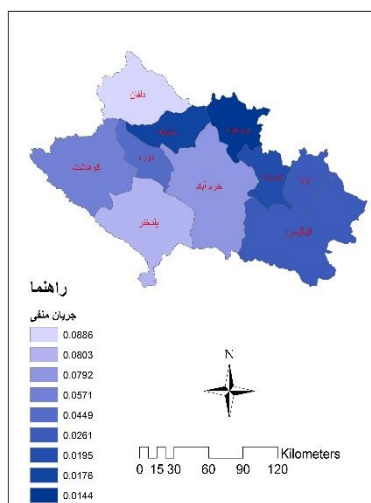 دلفان
کوهدشت
دوره
خرم آباد
پلدختر
الیگودرز
راهنما
جریان منفی
0.0886
0.0803
0.0792
0.0571
0.0449
0.0261
0.0195
0.0176
0.0144
N
Kilometers
0 15 30 60 90 120